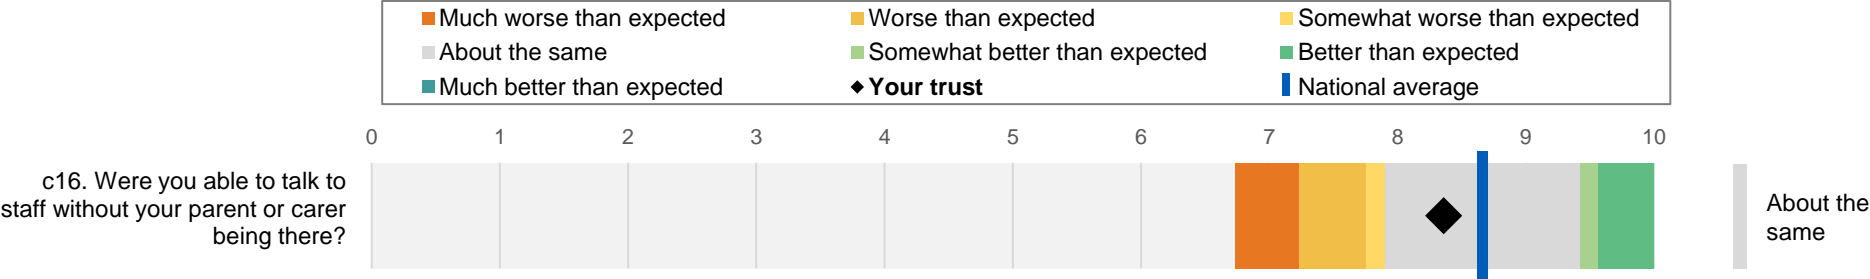 Much worse than expected Worse than expected Somewhat worse than expected
About the same Somewhat better than expected Better than expected
Much better than expected Your trust National average
0 1 2 3 4 5 6 7 8 9 10
c16. Were you able to talk to
staff without your parent or carer
being there?
About the
same